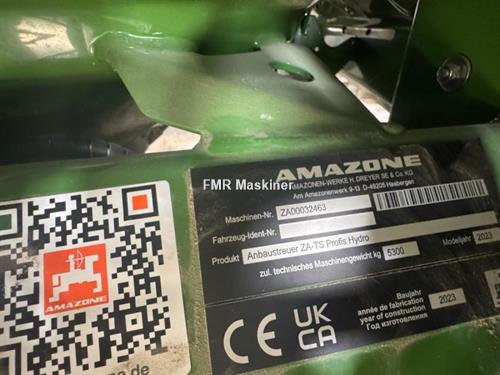 AMAZONE
AMAZONEN-WERKE H. DREYER SE & Co. KG
Am Amazonenwerk 9-13 D-49205 Hasbergen
FMR Maskiner
Maschinen-Nr. ZA00032463
Fahrzeug-Ident-Nr.
Produkt Anbaustreuer ZA-TS Profis Hydro Modelljahr 2023
zul. technisches Maschinengewicht kg 5300
AMAZONE
CE UK CA
Baujahr
année de fabrication
year of construction
Год изготовления
2023
.de